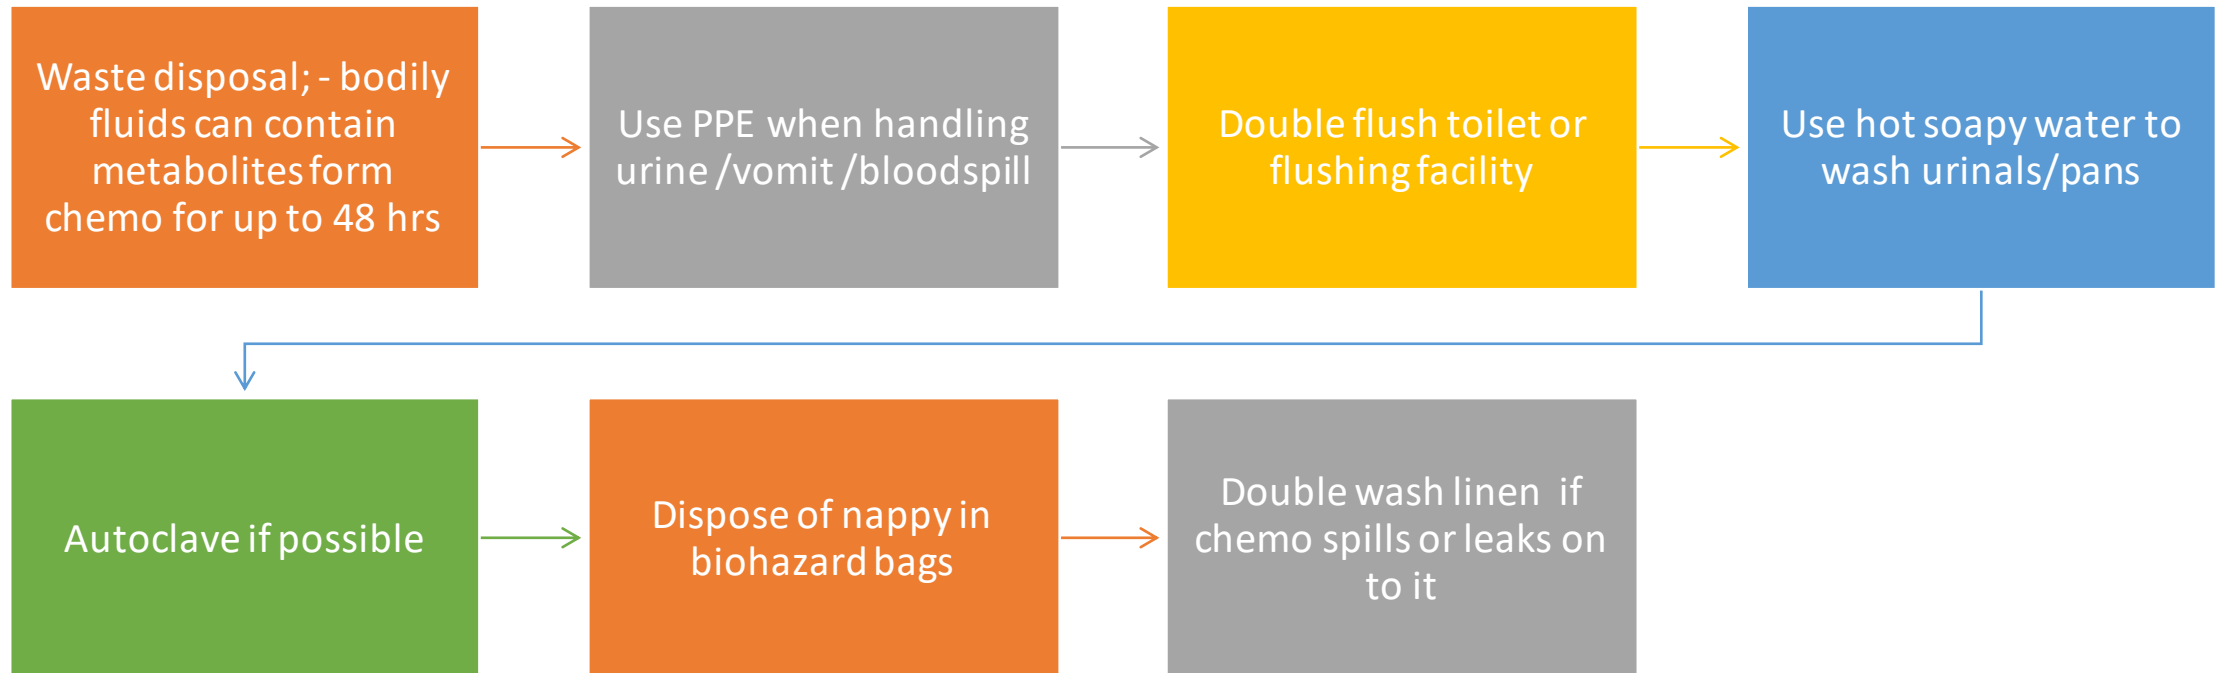 Waste disposal; - bodily
fluids can contain
metabolites form
chemo for up to 48 hrs
Use PPE when handling
urine /vomit /bloodspill
Double flush toilet or
flushing facility
Use hot soapy water to
wash urinals/pans
Autoclave if possible
Dispose of nappy in
biohazard bags
Double wash linen if
chemo spills or leaks on
to it